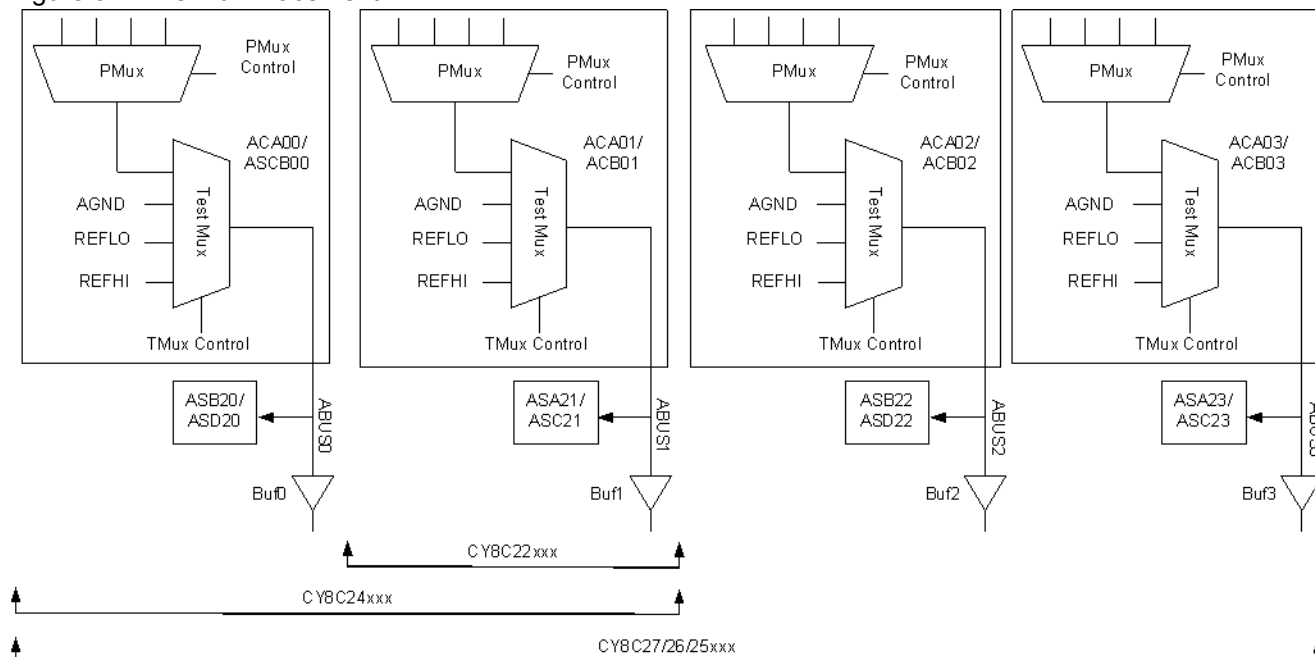 PMux
PMux
Control
ACA00/
ASCB00
AGND
REFLO
REFHI
Test Mux
TMux Control
ASB20/
ASD20
ABUS0
Buf0
PMux
PMux
Control
ACA01/
ACB01
AGND
REFLO
REFHI
Test Mux
TMux Control
ASA21/
ASC21
ABUS1
Buf1
PMux
PMux
Control
ACA02/
ACB02
AGND
REFLO
REFHI
Test Mux
TMux Control
ASB22
ASD22
ABUS2
Buf2
PMux
PMux
Control
ACA03/
ACB03
AGND
REFLO
REFHI
Test Mux
TMux Control
ASA23/
ASC23
Buf3
CY8C22xxx
CY8C24xxx
CY8C27/26/25xxx